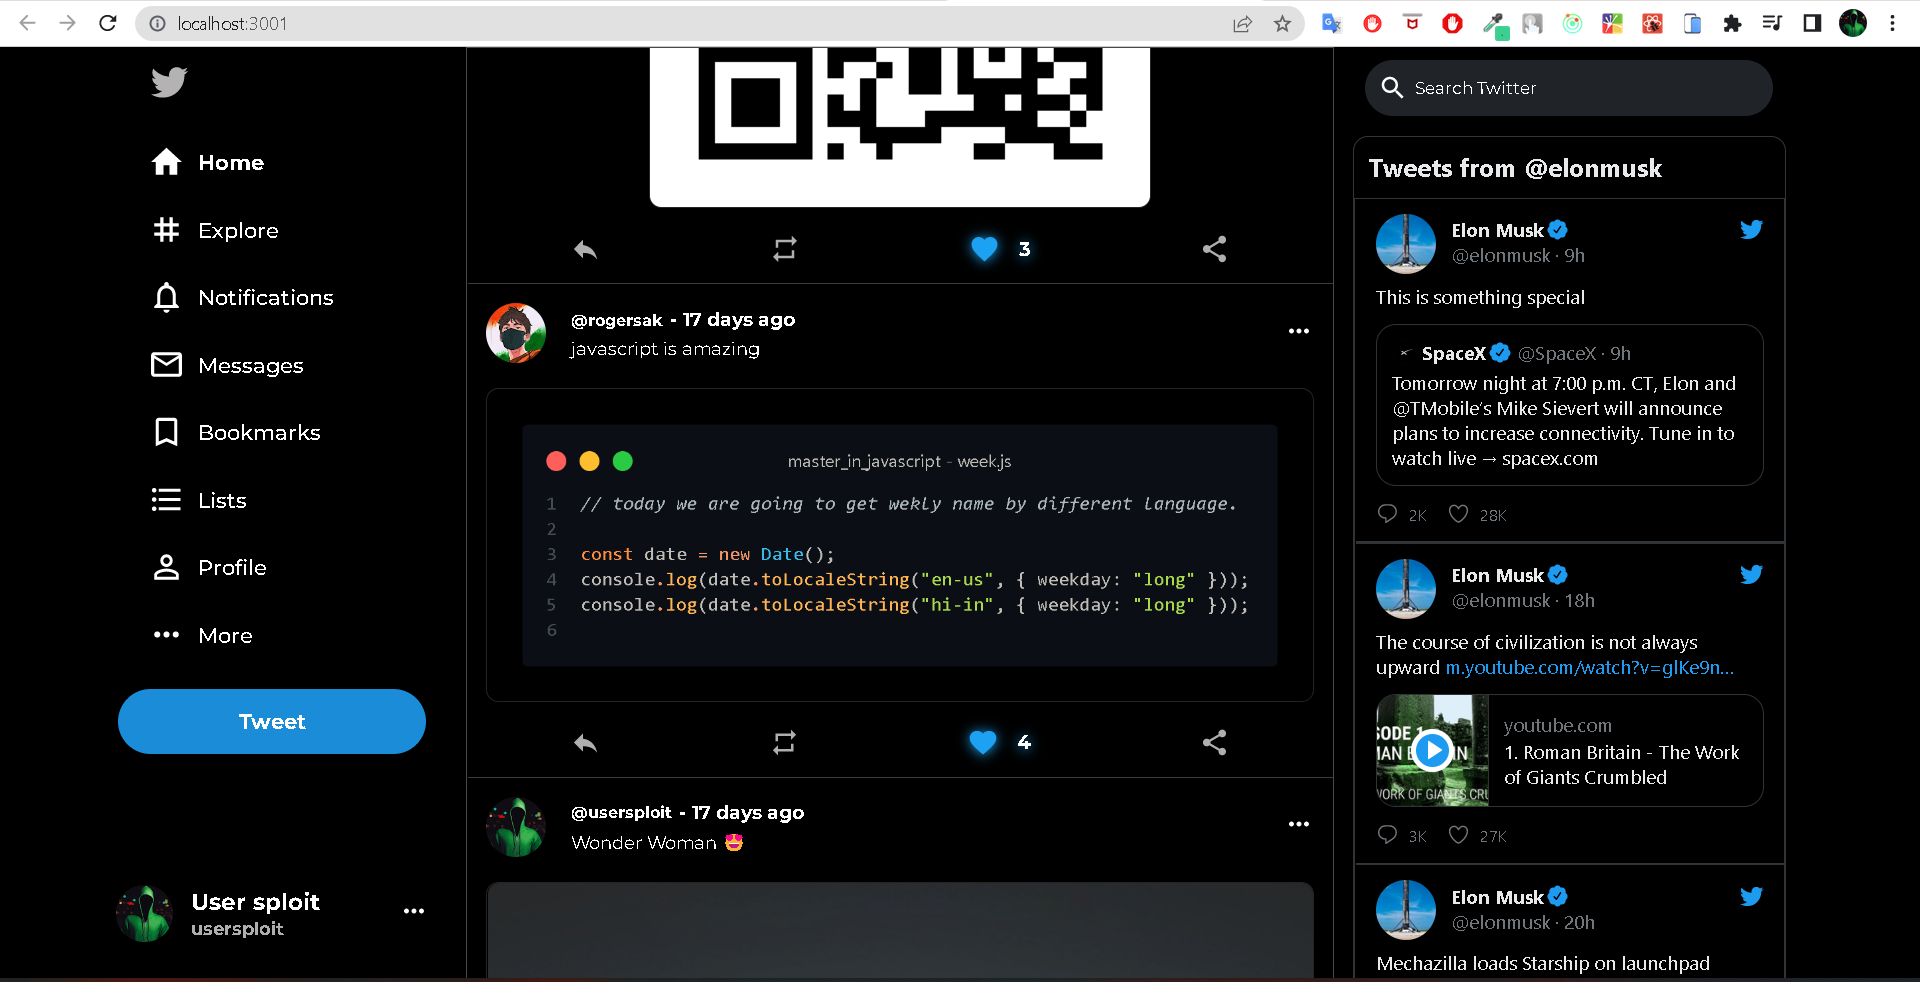 localhost:3001
Home
Explore
Notifications
Messages
Bookmarks
Lists
Profile
More
Tweet
User sploit
usersploit
3
@rogersak - 17 days ago
javascript is amazing
master_in_javascript - week.js
1 // today we are going to get wekly name by different language.
2
3 const date = new Date();
4 console.log(date.toLocaleString("en-us", { weekday: "long" }));
5 console.log(date.toLocaleString("hi-in", { weekday: "long" }));
6
4
@usersploit - 17 days ago
Wonder Woman 🤩
Search Twitter
Tweets from @elonmusk
Elon Musk
@elonmusk · 9h
This is something special
SpaceX @SpaceX · 9h
Tomorrow night at 7:00 p.m. CT, Elon and
@TMobile's Mike Sievert will announce
plans to increase connectivity. Tune in to
watch live → spacex.com
2K 28K
Elon Musk
@elonmusk · 18h
The course of civilization is not always
upward m.youtube.com/watch?v=glKe9n...
youtube.com
1. Roman Britain - The Work
of Giants Crumbled
3K 27K
Elon Musk
@elonmusk · 20h
Mechazilla loads Starship on launchpad